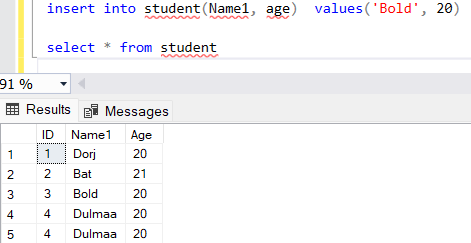 insert into student(Name1, age)  values('Bold', 20)
select * from student
91 %
Results Messages
ID Name1 Age
1 1 Dorj 20
2 2 Bat 21
3 3 Bold 20
4 4 Dulmaa 20
5 4 Dulmaa 20